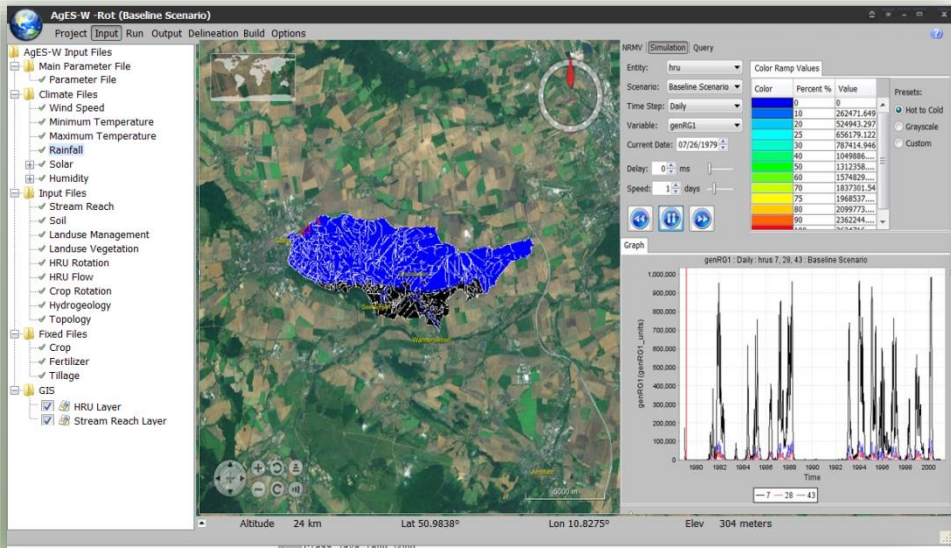 AgES-W -Rot (Baseline Scenario)
Project Input Run Output Delineation Build Options
AgES-W Input Files
Main Parameter File
Parameter File
Climate Files
Wind Speed
Minimum Temperature
Maximum Temperature
Rainfall
Solar
Humidity
Input Files
Stream Reach
Soil
Landuse Management
Landuse Vegetation
HRU Rotation
HRU Flow
Crop Rotation
Hydrogeology
Topology
Fixed Files
Crop
Fertilizer
Tillage
GIS
HRU Layer
Stream Reach Layer
5000 m
NRMV Simulation Query
Entity: hru
Scenario: Baseline Scenario
Time Step: Daily
Variable: genRG1
Current Date: 07/26/1979
Delay: 0 ms
Speed: 1 days
Color Ramp Values
Color Percent % Value
0 0
10 262471.649
20 524943.297
25 656179.122
30 787414.946
40 1049886....
50 1312358....
60 1574829....
70 1837301.54
75 1968537....
80 2099773....
90 2362244....
Presets:
Hot to Cold
Grayscale
Custom
Graph
genRG1 : Daily : hrus 7, 28, 43 : Baseline Scenario
genRG1(genRG1_units)
1,000,000
900,000
800,000
700,000
600,000
500,000
400,000
300,000
200,000
100,000
0
1980 1982 1984 1986 1988 1990 1992 1994 1996 1998 2000
Time
7 28 43
Altitude 24 km Lat 50.9838° Lon 10.8275° Elev 304 meters